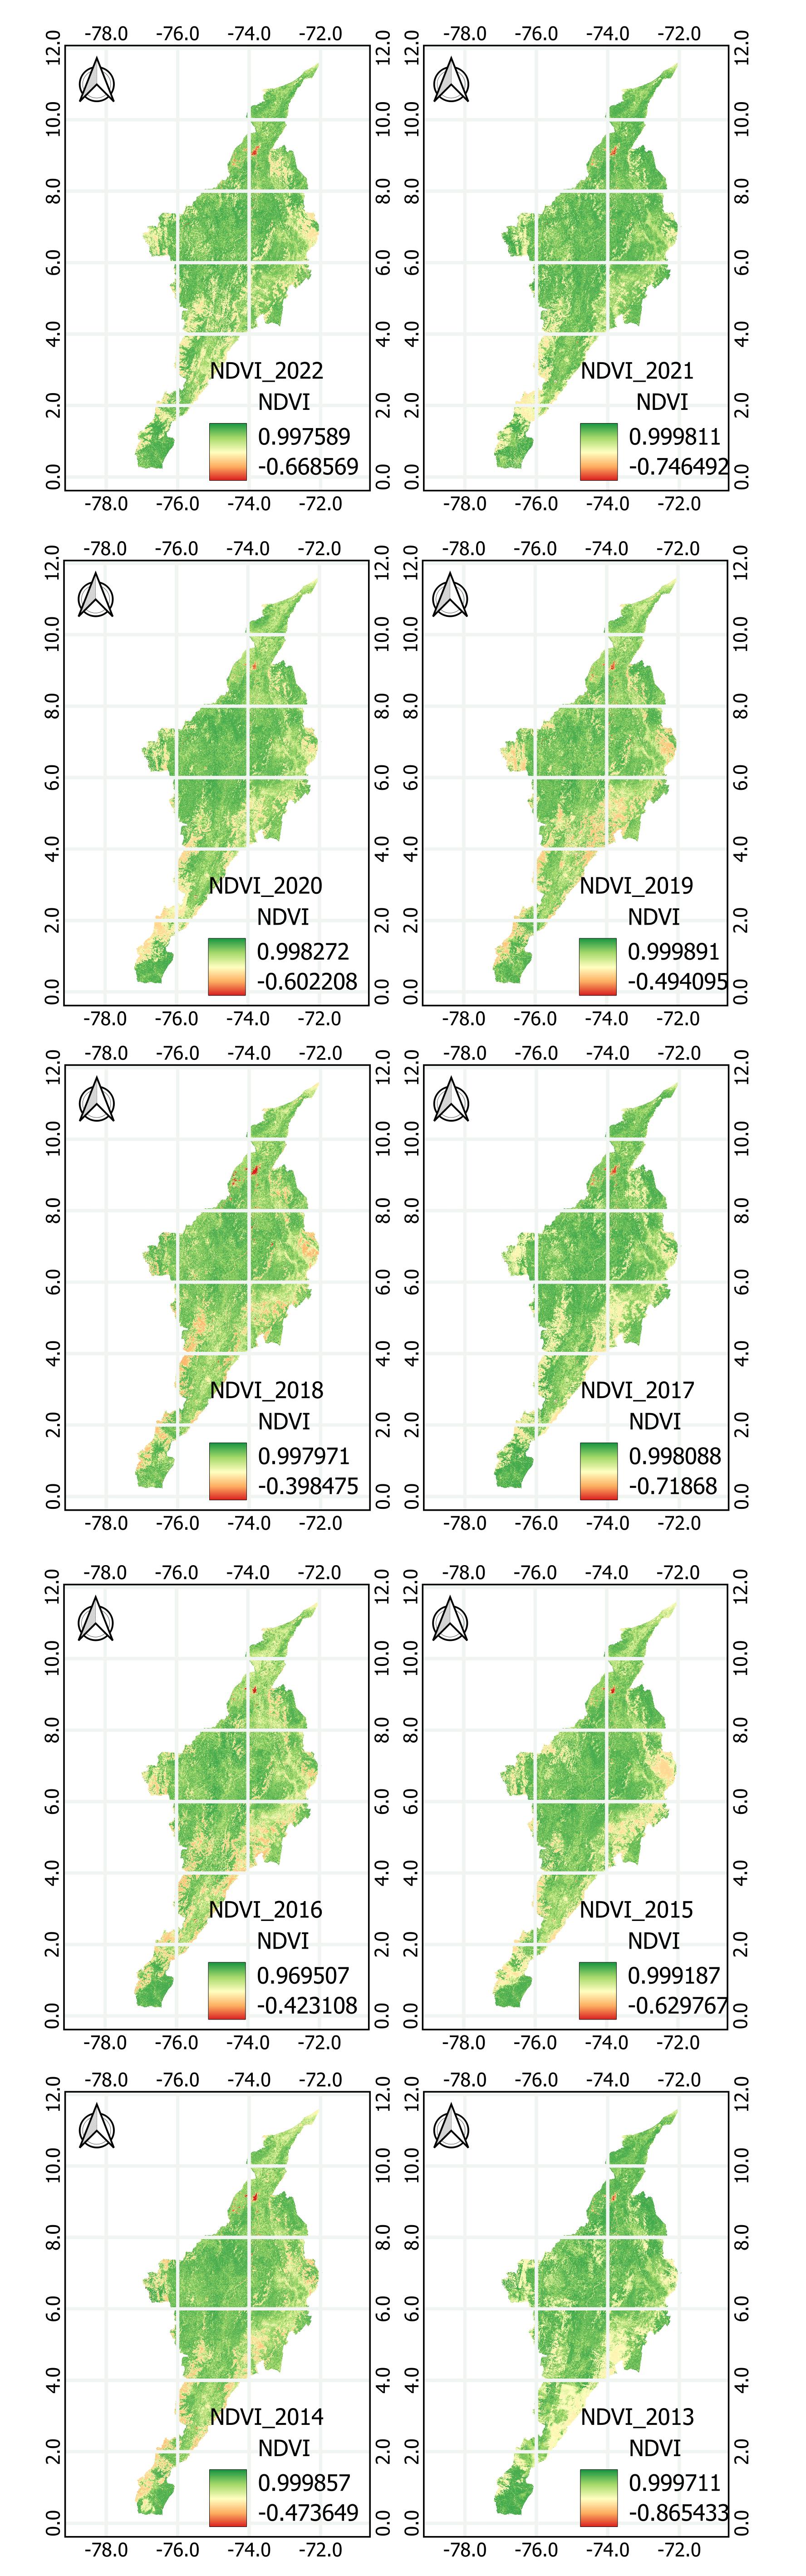 -78.0 -76.0 -74.0 -72.0 -78.0 -76.0 -74.0 -72.0
12.0 12.0 12.0 12.0
10.0 10.0 10.0 10.0
8.0 8.0 8.0 8.0
6.0 6.0 6.0 6.0
4.0 4.0 4.0 4.0
NDVI_2022 NDVI_2021
2.0 NDVI 2.0 2.0 NDVI 2.0
0.997589 0.999811
0.0 -0.668569 0.0 0.0 -0.746492 0.0
-78.0 -76.0 -74.0 -72.0 -78.0 -76.0 -74.0 -72.0
-78.0 -76.0 -74.0 -72.0 -78.0 -76.0 -74.0 -72.0
12.0 12.0 12.0 12.0
10.0 10.0 10.0 10.0
8.0 8.0 8.0 8.0
6.0 6.0 6.0 6.0
4.0 4.0 4.0 4.0
NDVI_2020 NDVI_2019
2.0 NDVI 2.0 2.0 NDVI 2.0
0.998272 0.999891
0.0 -0.602208 0.0 0.0 -0.494095 0.0
-78.0 -76.0 -74.0 -72.0 -78.0 -76.0 -74.0 -72.0
-78.0 -76.0 -74.0 -72.0 -78.0 -76.0 -74.0 -72.0
12.0 12.0 12.0 12.0
10.0 10.0 10.0 10.0
8.0 8.0 8.0 8.0
6.0 6.0 6.0 6.0
4.0 4.0 4.0 4.0
NDVI_2018 NDVI_2017
2.0 NDVI 2.0 2.0 NDVI 2.0
0.997971 0.998088
0.0 -0.398475 0.0 0.0 -0.71868 0.0
-78.0 -76.0 -74.0 -72.0 -78.0 -76.0 -74.0 -72.0
-78.0 -76.0 -74.0 -72.0 -78.0 -76.0 -74.0 -72.0
12.0 12.0 12.0 12.0
10.0 10.0 10.0 10.0
8.0 8.0 8.0 8.0
6.0 6.0 6.0 6.0
4.0 4.0 4.0 4.0
NDVI_2016 NDVI_2015
2.0 NDVI 2.0 2.0 NDVI 2.0
0.969507 0.999187
0.0 -0.423108 0.0 0.0 -0.629767 0.0
-78.0 -76.0 -74.0 -72.0 -78.0 -76.0 -74.0 -72.0
-78.0 -76.0 -74.0 -72.0 -78.0 -76.0 -74.0 -72.0
12.0 12.0 12.0 12.0
10.0 10.0 10.0 10.0
8.0 8.0 8.0 8.0
6.0 6.0 6.0 6.0
4.0 4.0 4.0 4.0
NDVI_2014 NDVI_2013
2.0 NDVI 2.0 2.0 NDVI 2.0
0.999857 0.999711
0.0 -0.473649 0.0 0.0 -0.865433 0.0
-78.0 -76.0 -74.0 -72.0 -78.0 -76.0 -74.0 -72.0